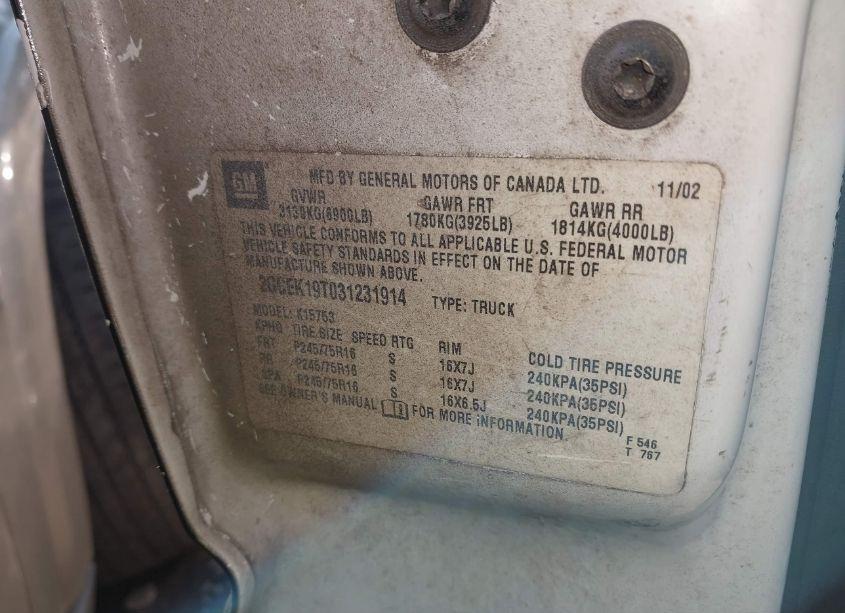 GM MFD BY GENERAL MOTORS OF CANADA LTD. 11/02
GVWR GAWR FRT GAWR RR
3130KG(6900LB) 1780KG(3925LB) 1814KG(4000LB)
THIS VEHICLE CONFORMS TO ALL APPLICABLE U.S. FEDERAL MOTOR
VEHICLE SAFETY STANDARDS IN EFFECT ON THE DATE OF
MANUFACTURE SHOWN ABOVE.
2GCEK19T031231914 TYPE: TRUCK
MODEL: K15753
TIRE SIZE SPEED RTG RIM COLD TIRE PRESSURE
FRT P245/75R16 S 16X7J 240KPA(35PSI)
RR P245/75R16 S 16X7J 240KPA(35PSI)
SPA P245/75R16 S 16X6.5J 240KPA(35PSI)
SEE OWNER'S MANUAL FOR MORE INFORMATION
F 546
T 767